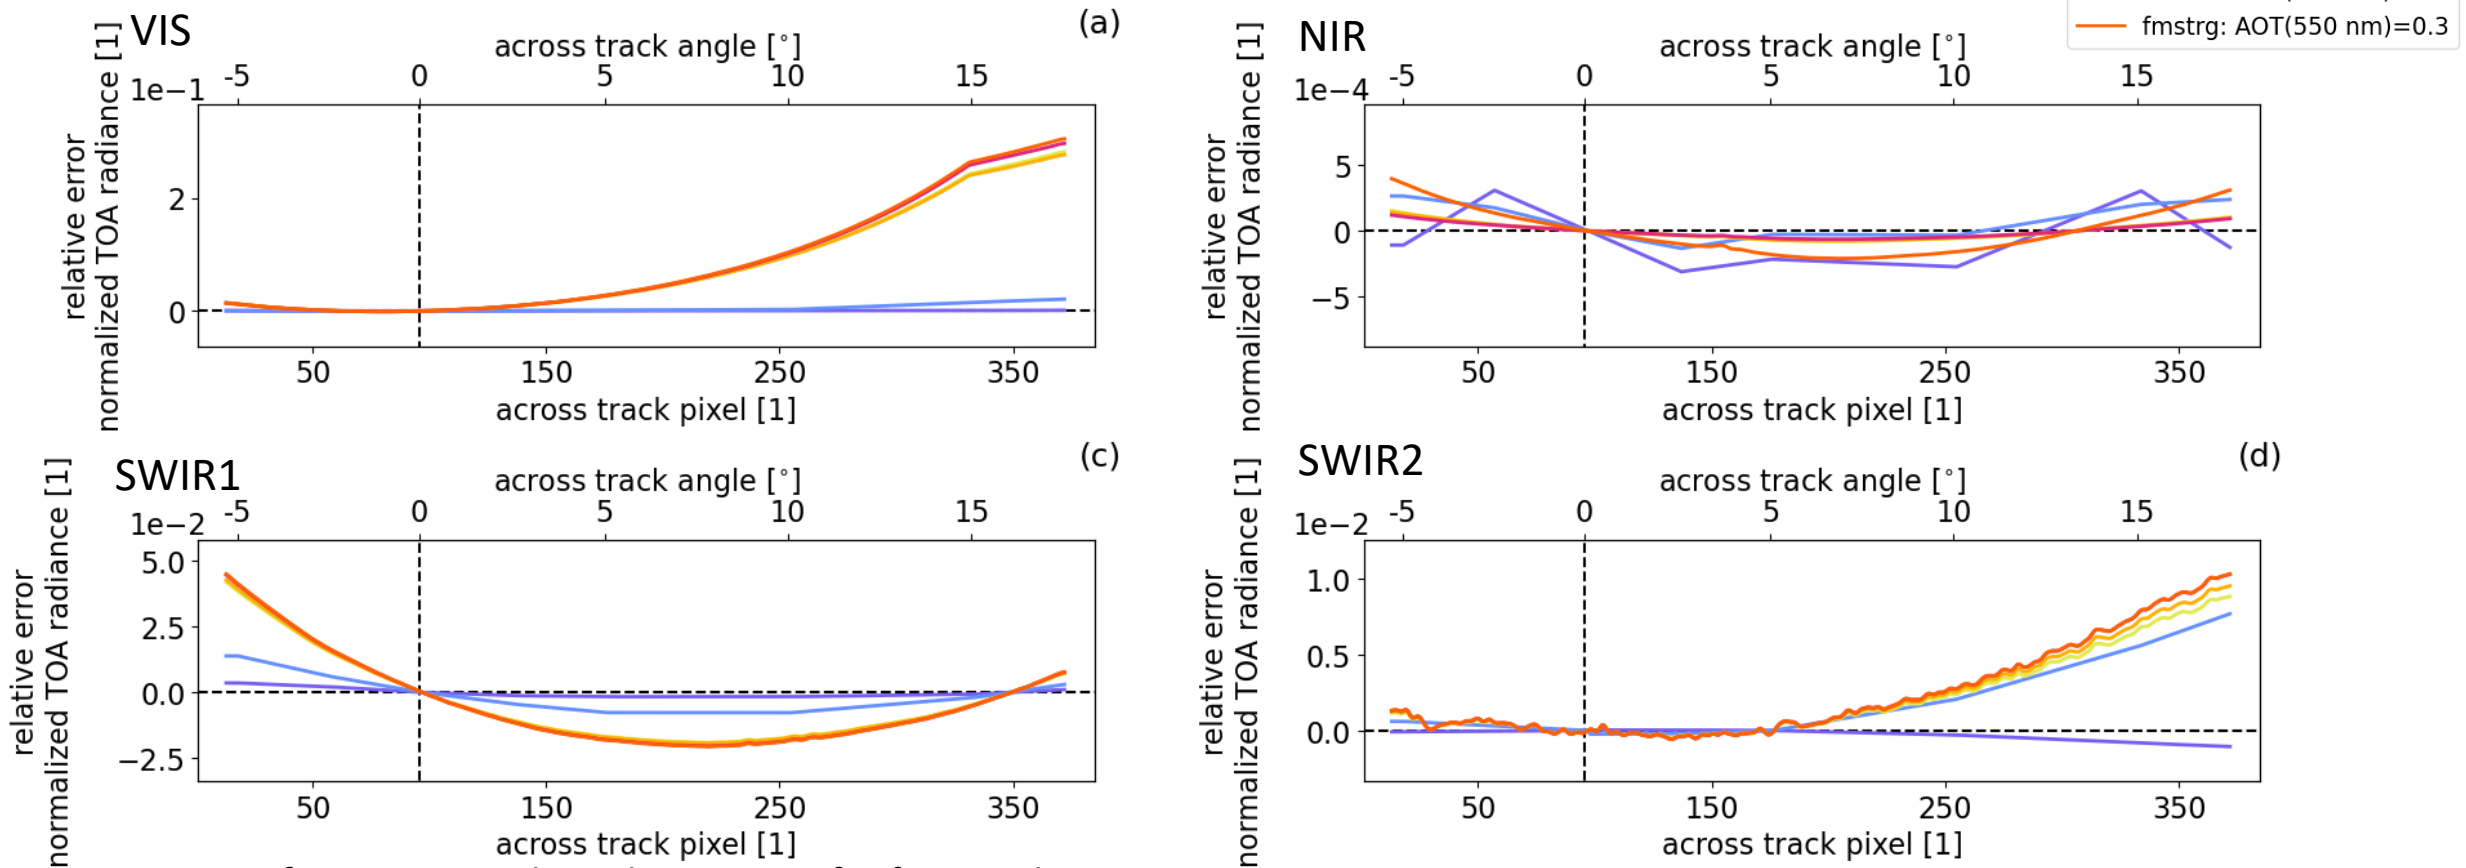 VIS
(a)
across track angle [°]
1e−1
-5 0 5 10 15
relative error
normalized TOA radiance [1]
2
0
50 150 250 350
across track pixel [1]
NIR
fmstrg: AOT(550 nm)=0.3
across track angle [°]
1e−4
-5 0 5 10 15
relative error
normalized TOA radiance [1]
5
0
−5
50 150 250 350
across track pixel [1]
SWIR1
(c)
across track angle [°]
1e−2
-5 0 5 10 15
relative error
normalized TOA radiance [1]
5.0
2.5
0.0
−2.5
50 150 250 350
across track pixel [1]
SWIR2
(d)
across track angle [°]
1e−2
-5 0 5 10 15
relative error
normalized TOA radiance [1]
1.0
0.5
0.0
50 150 250 350
across track pixel [1]